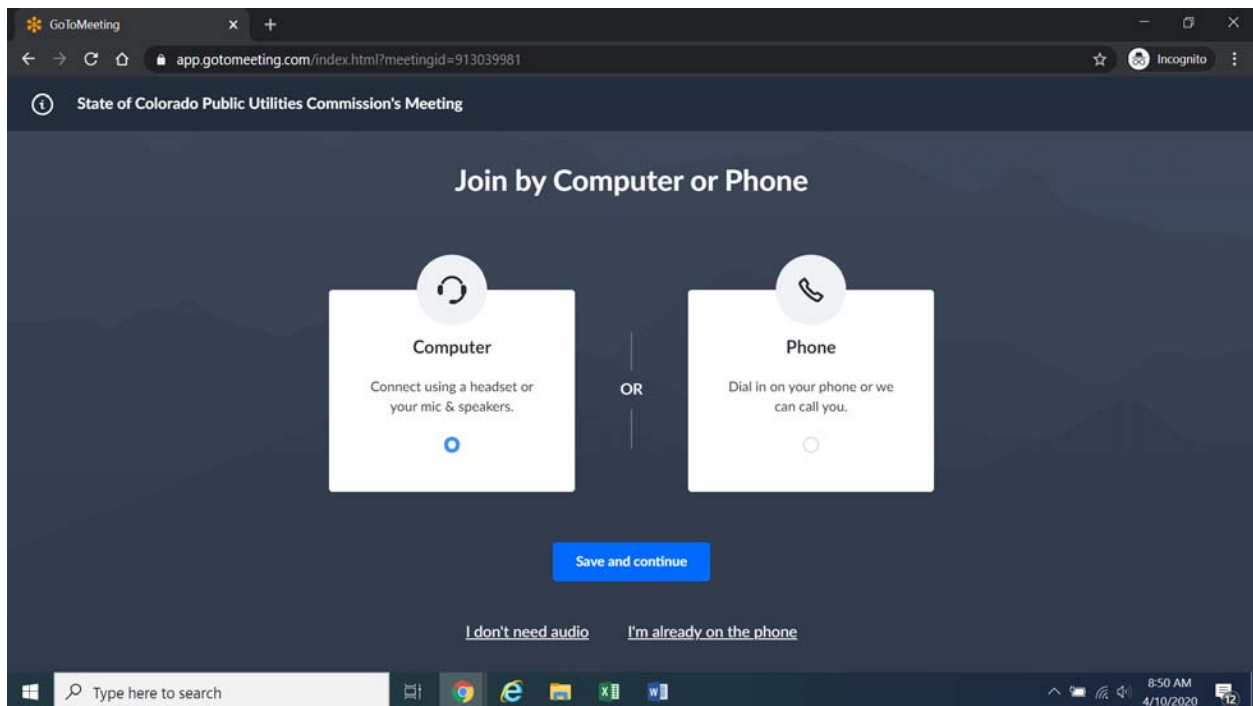 GoToMeeting
app.gotomeeting.com/index.html?meetingid=913039981
Incognito
State of Colorado Public Utilities Commission's Meeting
Join by Computer or Phone
Computer
Connect using a headset or
your mic & speakers.
OR
Phone
Dial in on your phone or we
can call you.
Save and continue
I don't need audio I'm already on the phone
Type here to search
8:50 AM
4/10/2020
12